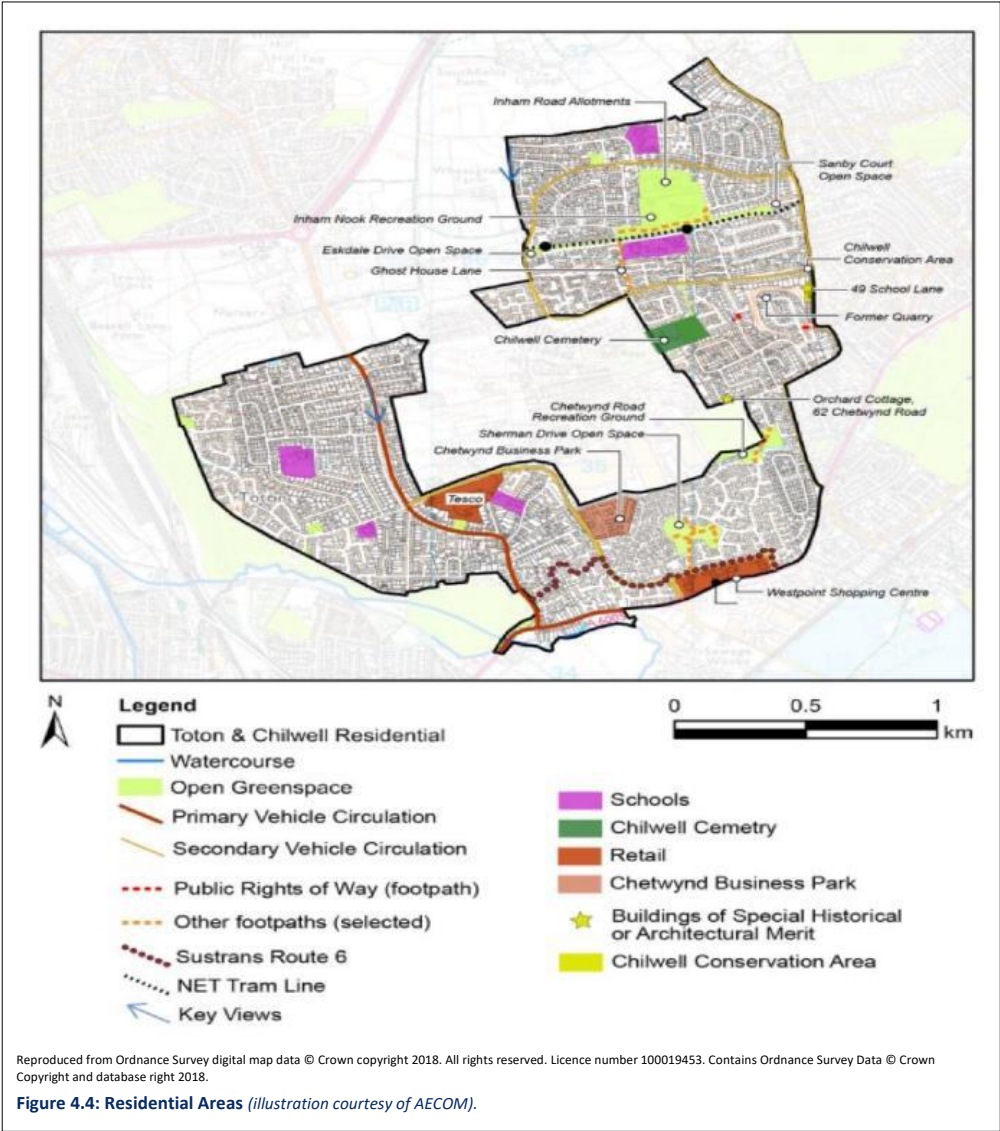 Inham Road Allotments
Sanby Court
Open Space
Inham Nook Recreation Ground
Eskdale Drive Open Space
Ghost House Lane
Chilwell
Conservation Area
49 School Lane
Former Quarry
Chilwell Cemetery
Orchard Cottage,
62 Chetwynd Road
Chetwynd Road
Recreation Ground
Sherman Drive Open Space
Chetwynd Business Park
Tesco
Westpoint Shopping Centre
37
35
34
N
Legend
Toton & Chilwell Residential
Watercourse
Open Greenspace
Primary Vehicle Circulation
Secondary Vehicle Circulation
Public Rights of Way (footpath)
Other footpaths (selected)
Sustrans Route 6
NET Tram Line
Key Views
0 0.5 1
km
Schools
Chilwell Cemetry
Retail
Chetwynd Business Park
Buildings of Special Historical
or Architectural Merit
Chilwell Conservation Area
Reproduced from Ordnance Survey digital map data © Crown copyright 2018. All rights reserved. Licence number 100019453. Contains Ordnance Survey Data © Crown
Copyright and database right 2018.
Figure 4.4: Residential Areas (illustration courtesy of AECOM).